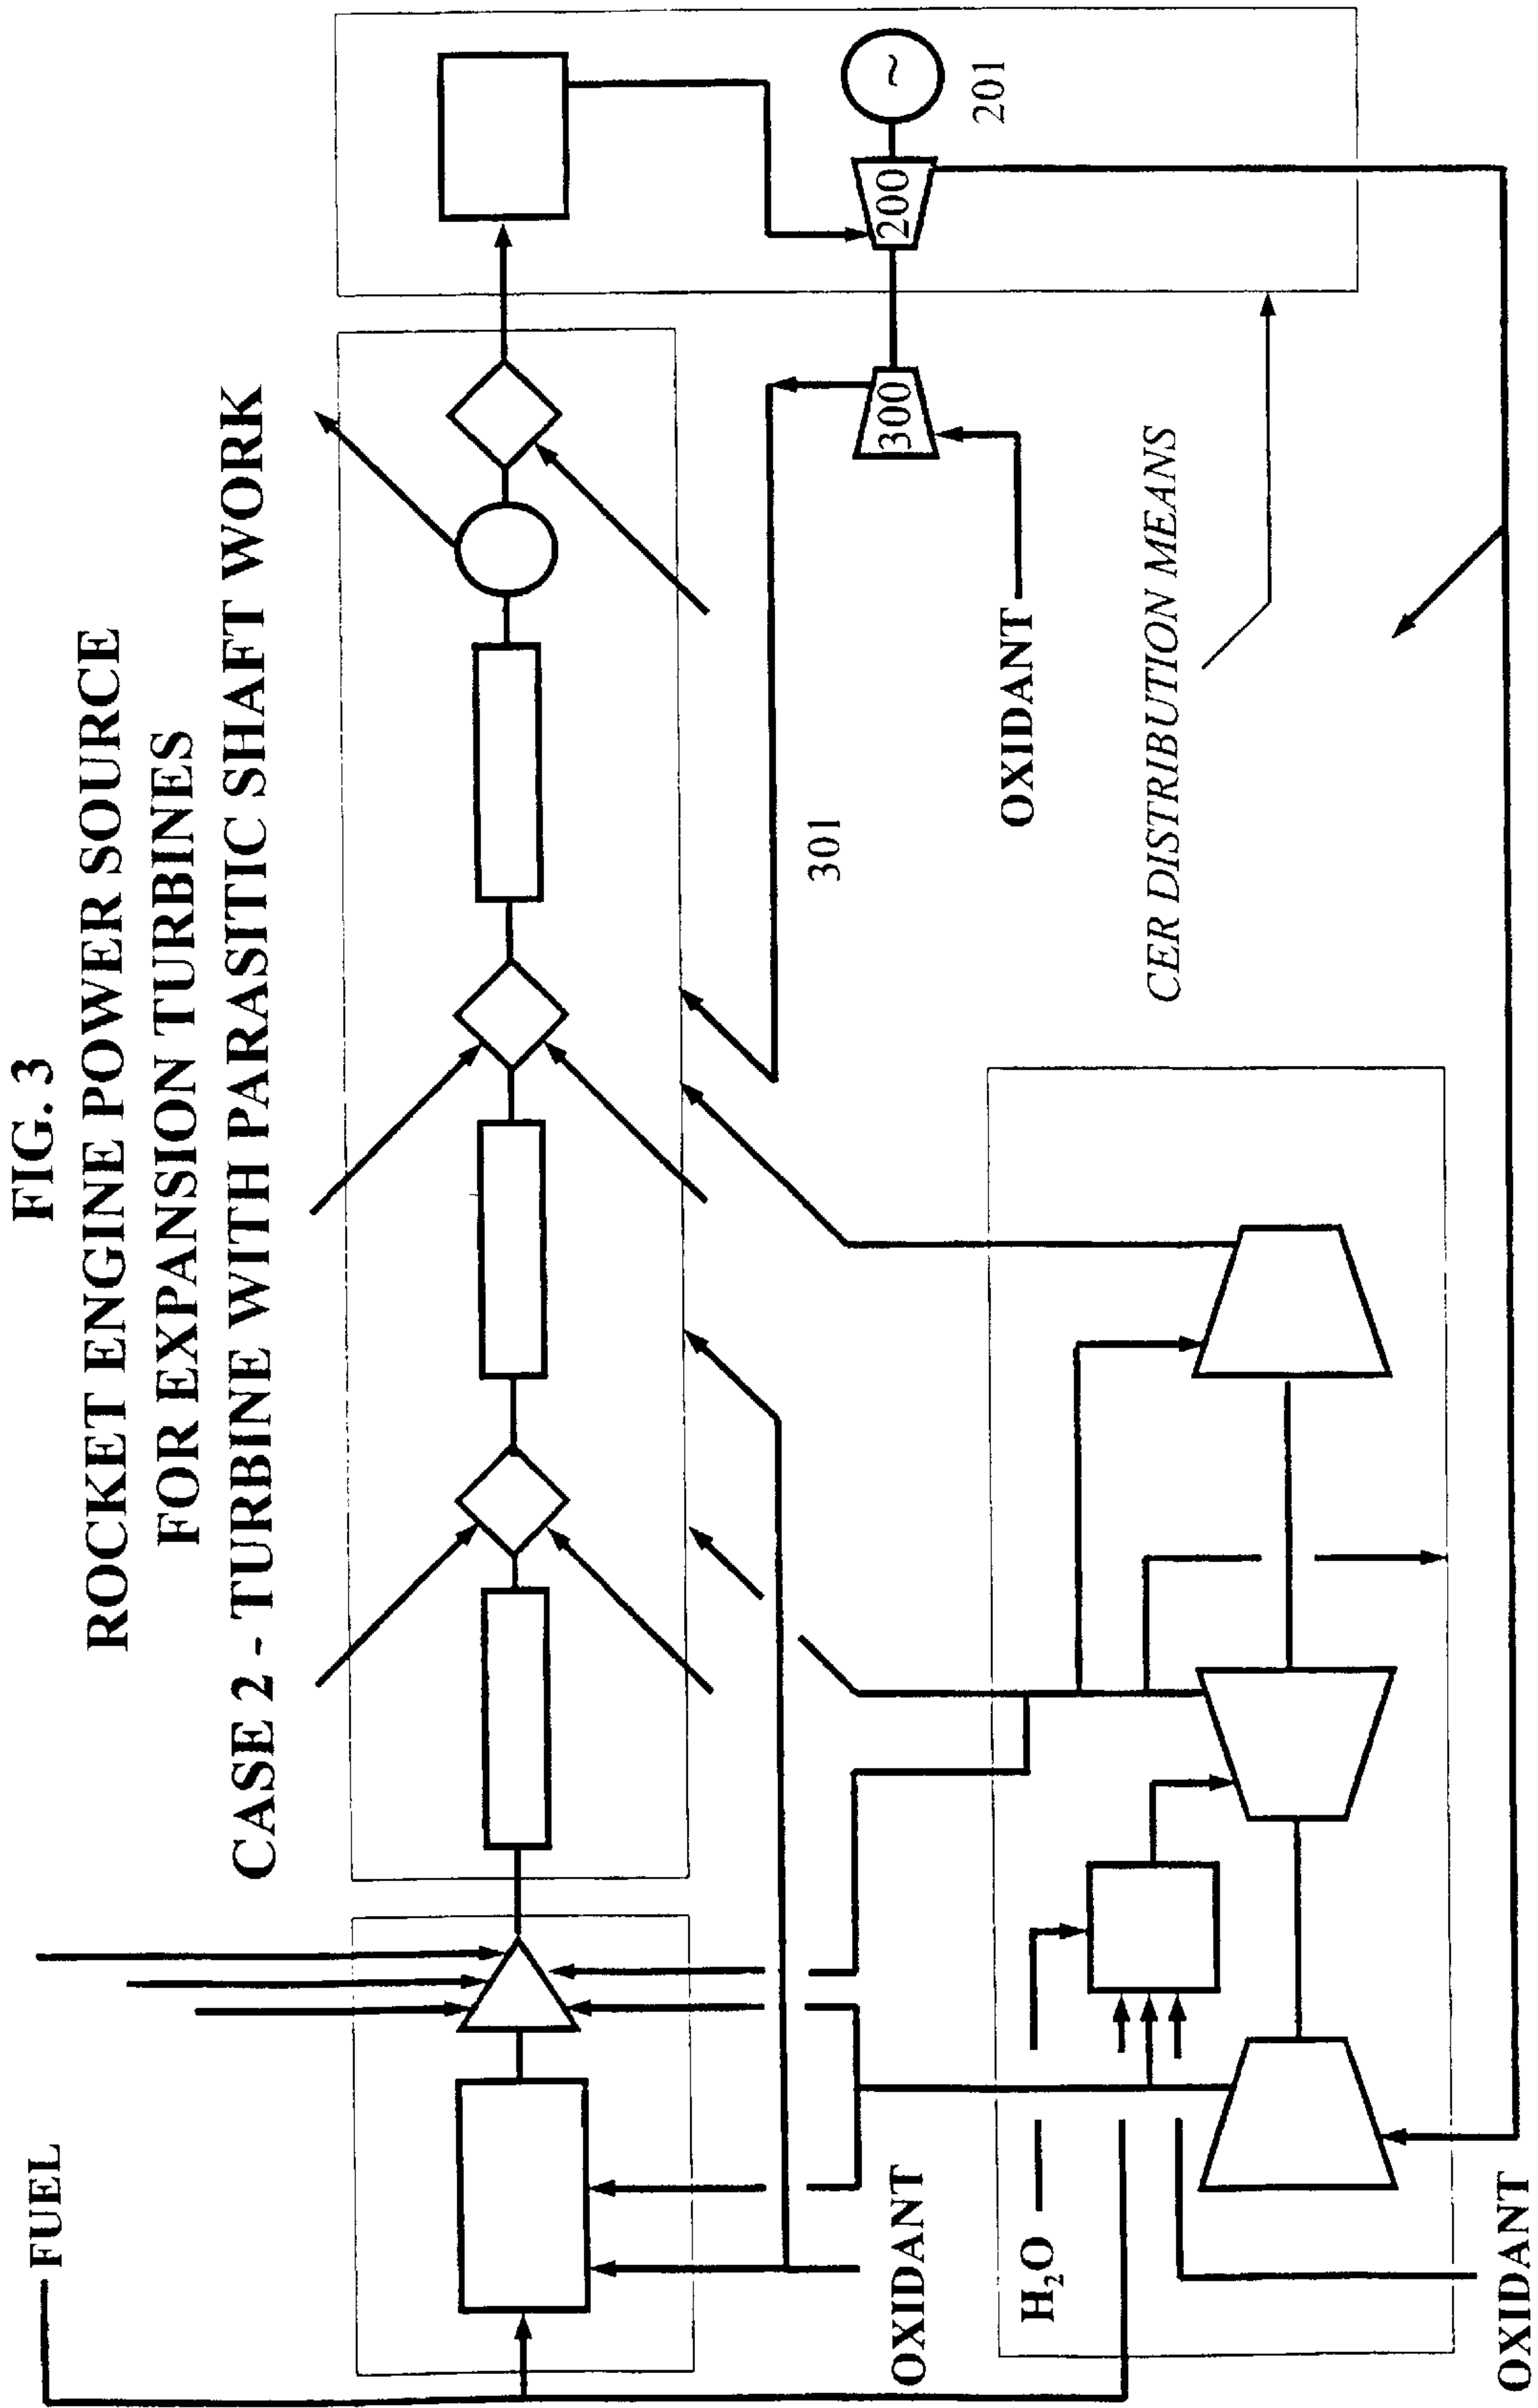 FIG. 3
ROCKET ENGINE POWER SOURCE
FOR EXPANSION TURBINES
CASE 2 - TURBINE WITH PARASITIC SHAFT WORK
FUEL
200
~
201
300
301
OXIDANT
OXIDANT
CER DISTRIBUTION MEANS
H₂O
OXIDANT